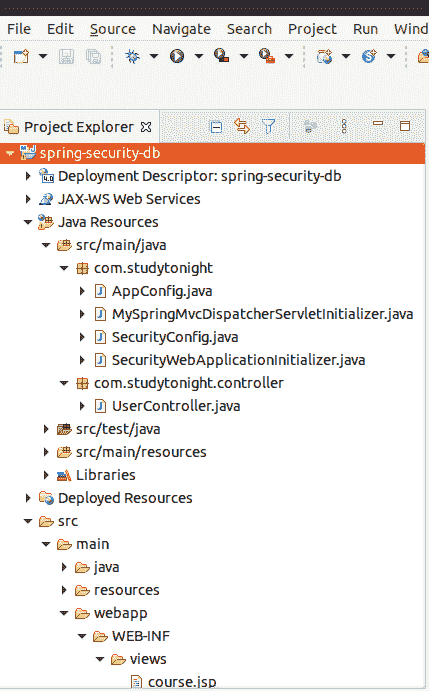 File Edit Source Navigate Search Project Run Wind
Project Explorer
spring-security-db
Deployment Descriptor: spring-security-db
JAX-WS Web Services
Java Resources
src/main/java
com.studytonight
AppConfig.java
MySpringMvcDispatcherServletInitializer.java
SecurityConfig.java
SecurityWebApplicationInitializer.java
com.studytonight.controller
UserController.java
src/test/java
src/main/resources
Libraries
Deployed Resources
src
main
java
resources
webapp
WEB-INF
views
course.jsp